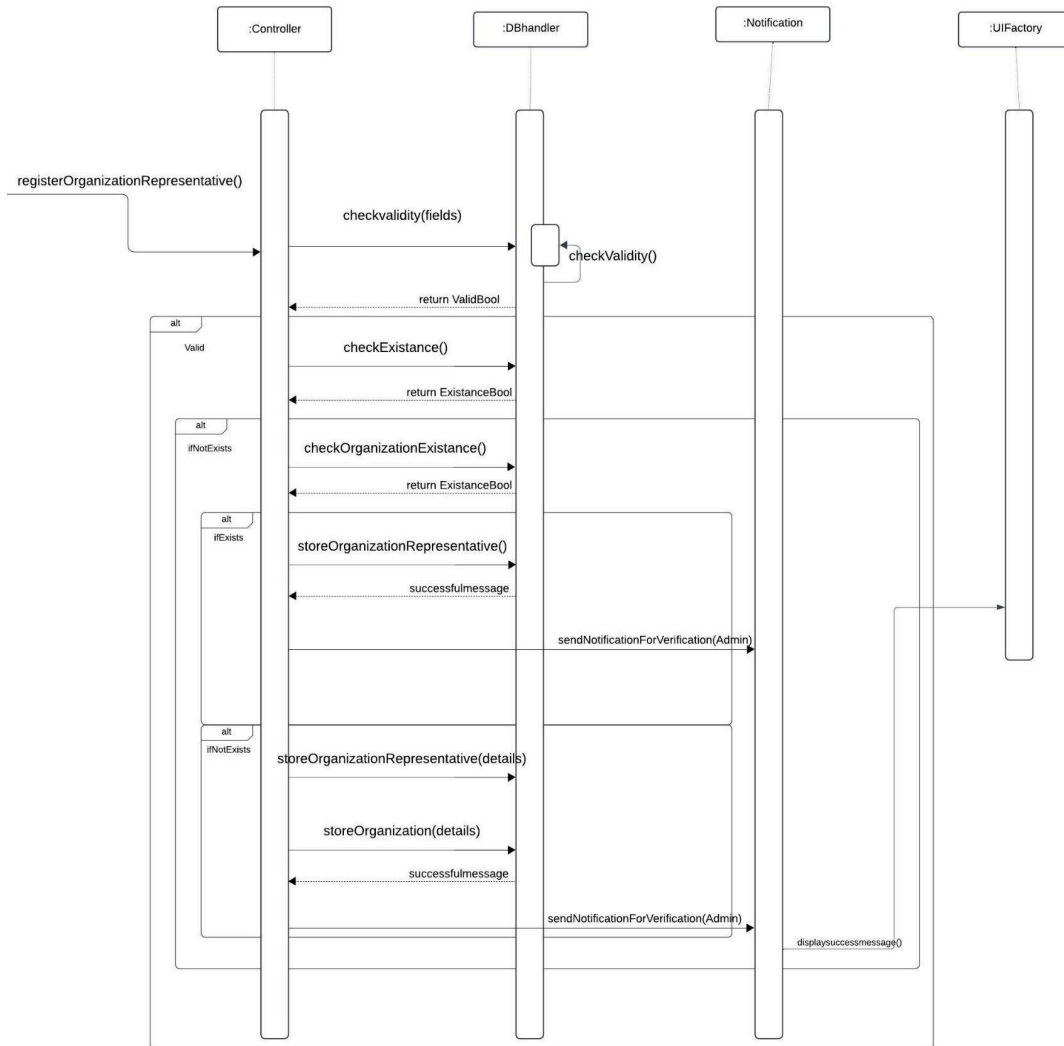 :Controller
:DBhandler
:Notification
:UIFactory
registerOrganizationRepresentative()
checkvalidity(fields)
checkValidity()
return ValidBool
alt
Valid
checkExistance()
return ExistanceBool
alt
ifNotExists
checkOrganizationExistance()
return ExistanceBool
alt
ifExists
storeOrganizationRepresentative()
successfulmessage
sendNotificationForVerification(Admin)
alt
ifNotExists
storeOrganizationRepresentative(details)
storeOrganization(details)
successfulmessage
sendNotificationForVerification(Admin)
displaysuccessmessage()